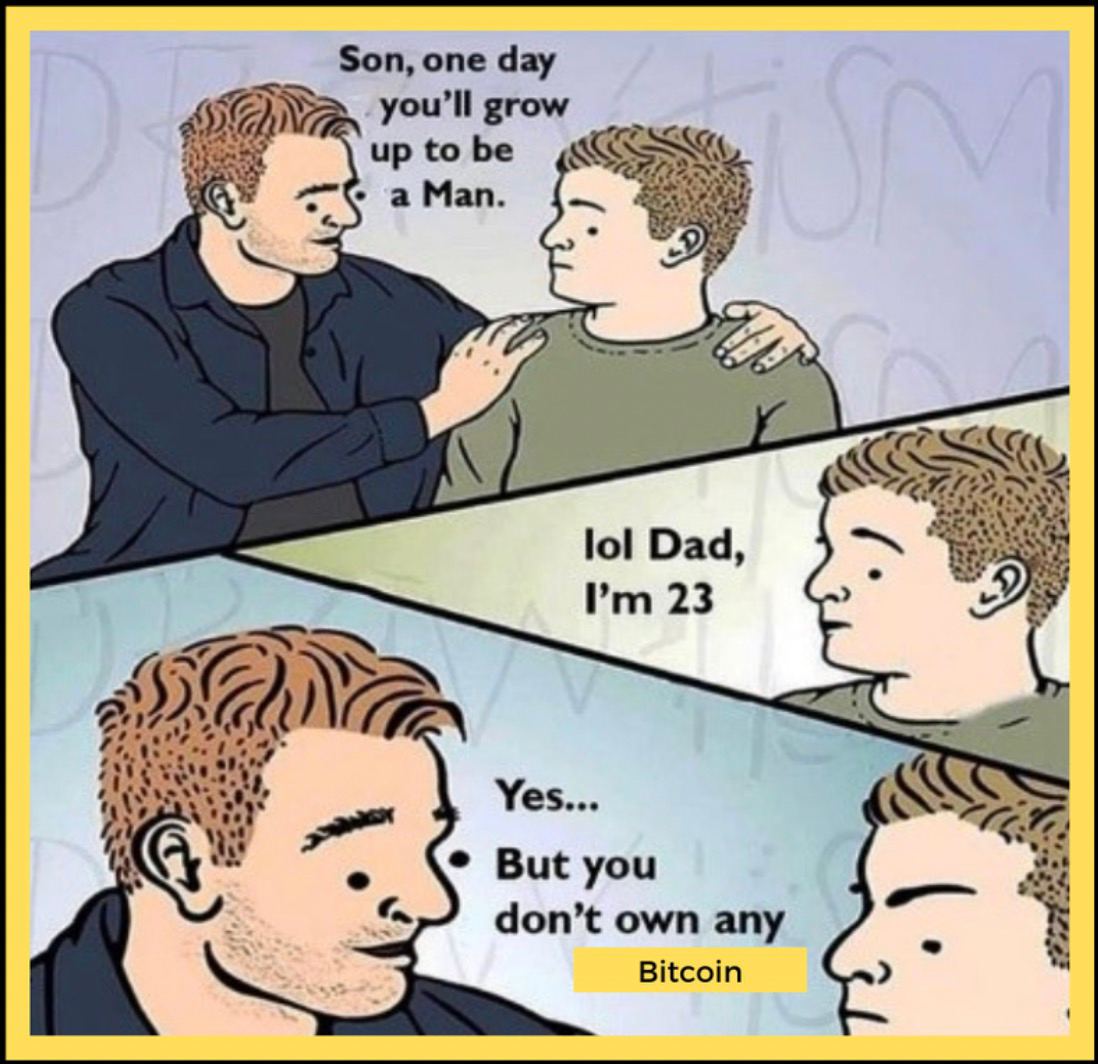 Son, one day
you'll grow
up to be
a Man.
lol Dad,
I'm 23
Yes...
But you
don't own any
Bitcoin